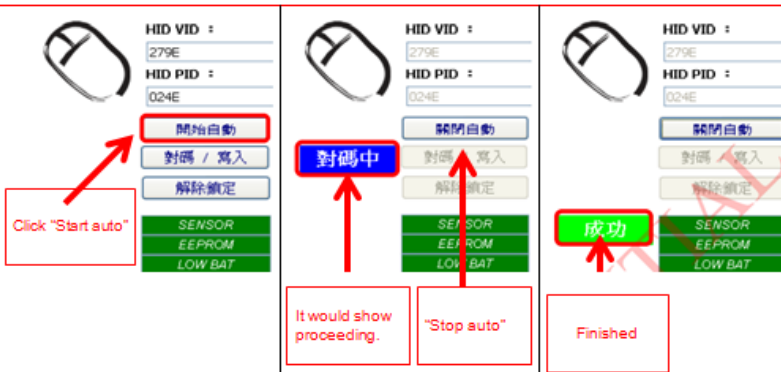 HID VID :
279E
HID PID :
024E
開始自動
對碼 / 寫入
解除鎖定
Click "Start auto"
SENSOR
EEPROM
LOW BAT
HID VID :
279E
HID PID :
024E
關閉自動
對碼中
對碼 / 寫入
解除鎖定
SENSOR
EEPROM
LOW BAT
It would show
proceeding.
"Stop auto"
HID VID :
279E
HID PID :
024E
關閉自動
對碼 / 寫入
解除鎖定
成功
SENSOR
EEPROM
LOW BAT
Finished
TIAL